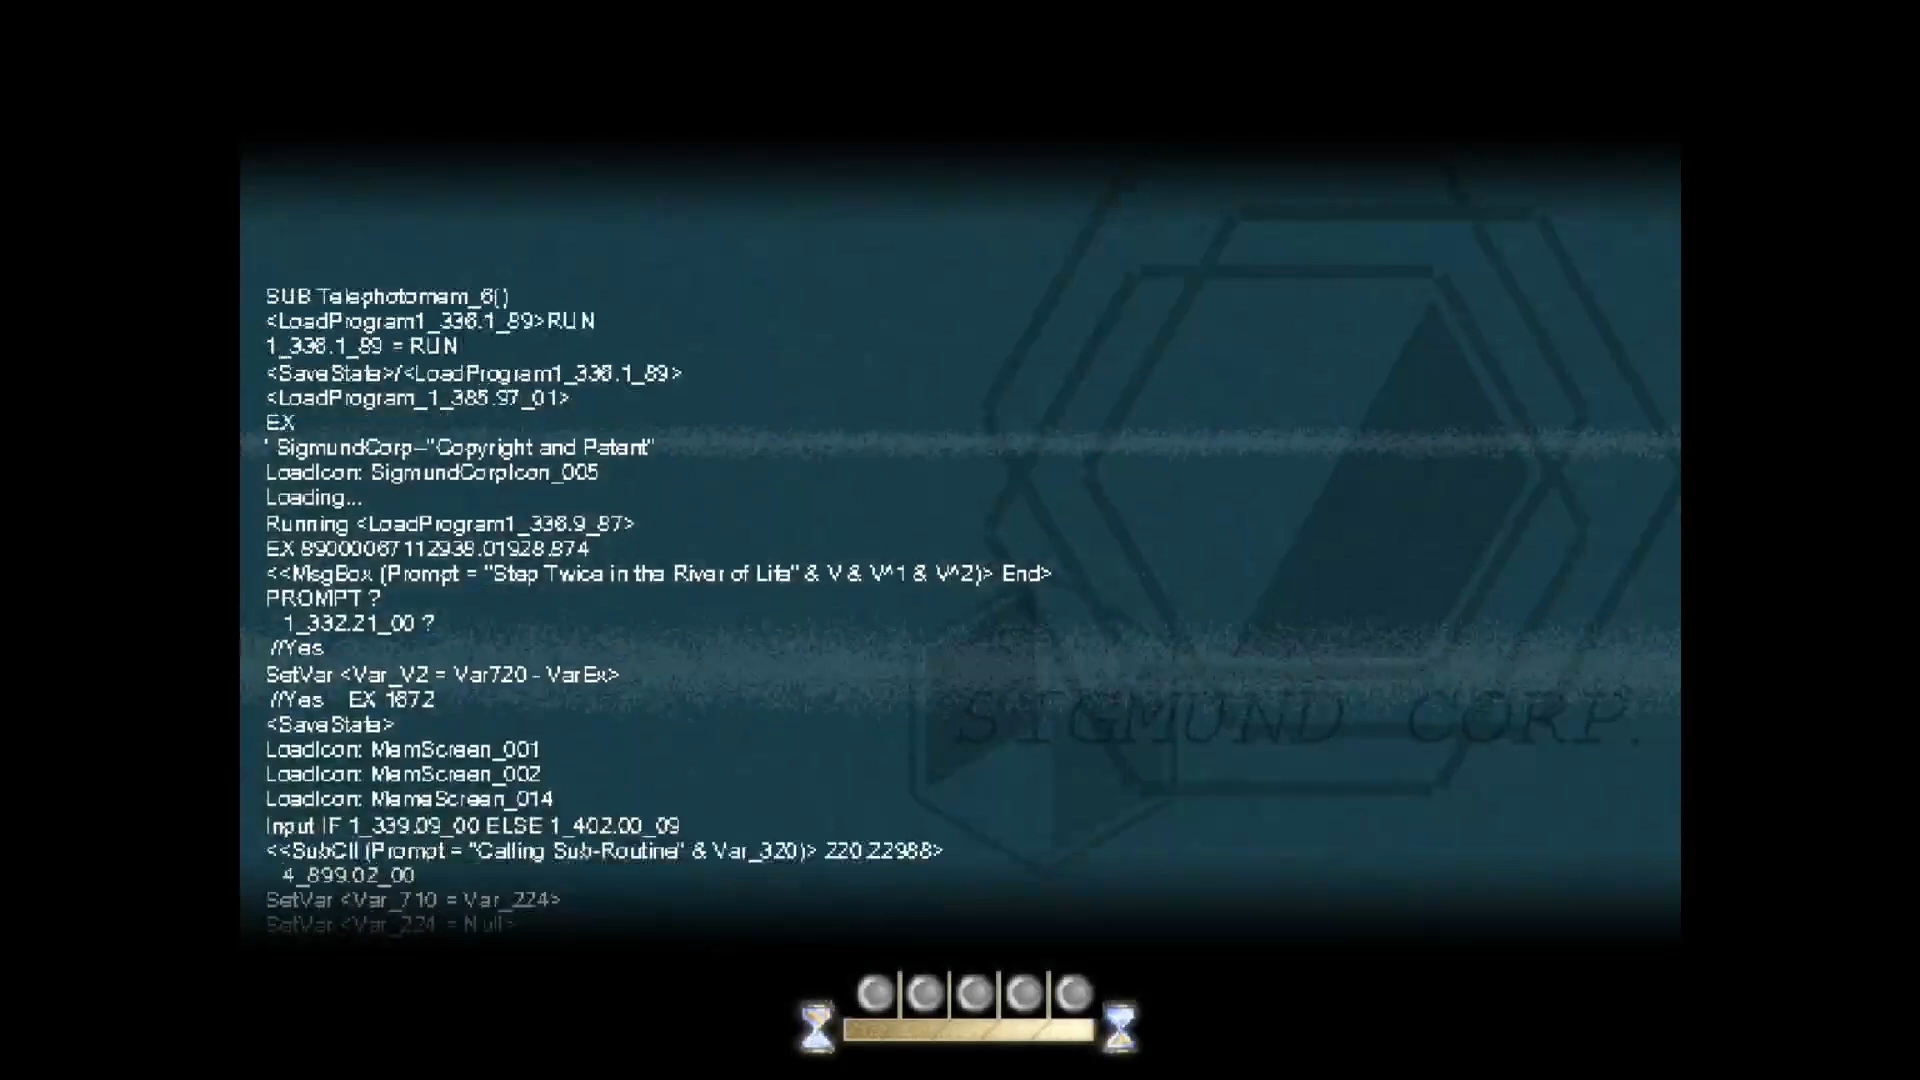 SUB Telephotomem_6()
<LoadProgram1_336.1_89>RUN
1_336.1_89 = RUN
<SaveState>/<LoadProgram1_336.1_89>
<LoadProgram_1_385.97_01>
EX
' SigmundCorp--"Copyright and Patent"
LoadIcon: SigmundCorpIcon_005
Loading...
Running <LoadProgram1_336.9_87>
EX 89000067112938.01928.874
<<MsgBox (Prompt = "Step Twice in the River of Life" & V & V^1 & V^2)> End>
PROMPT ?
1_332.21_00 ?
//Yes
SetVar <Var_V2 = Var720 - VarEx>
//Yes EX 1872
<SaveState>
LoadIcon: MemScreen_001
LoadIcon: MemScreen_002
LoadIcon: MemeScreen_014
Input IF 1_339.09_00 ELSE 1_402.00_09
<<SubCll (Prompt = "Calling Sub-Routine" & Var_320)> 220.22988>
4_899.02_00
SetVar <Var_710 = Var_224>
SetVar <Var_224 = Null>
SIGMUND CORP.